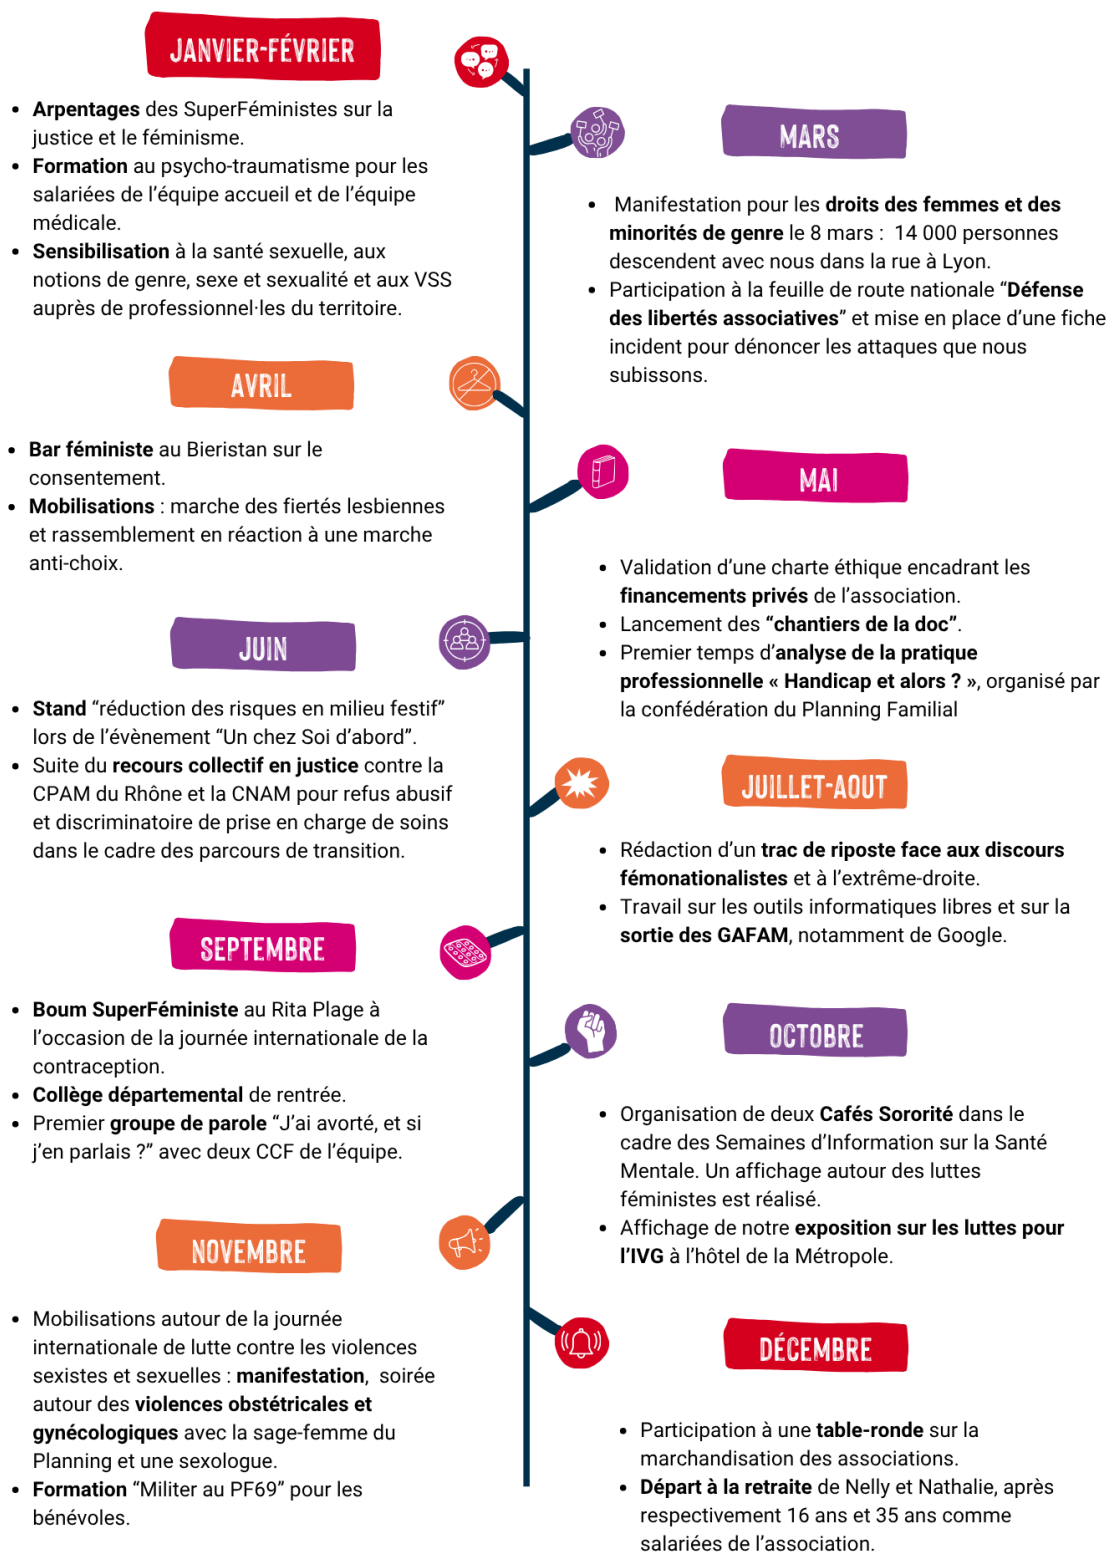 JANVIER-FÉVRIER
• Arpentages des SuperFéministes sur la
justice et le féminisme.
• Formation au psycho-traumatisme pour les
salariées de l'équipe accueil et de l'équipe
médicale.
• Sensibilisation à la santé sexuelle, aux
notions de genre, sexe et sexualité et aux VSS
auprès de professionnel·les du territoire.
MARS
• Manifestation pour les droits des femmes et des
minorités de genre le 8 mars : 14 000 personnes
descendent avec nous dans la rue à Lyon.
• Participation à la feuille de route nationale “Défense
des libertés associatives” et mise en place d'une fiche
incident pour dénoncer les attaques que nous
subissons.
AVRIL
• Bar féministe au Bieristan sur le
consentement.
• Mobilisations : marche des fiertés lesbiennes
et rassemblement en réaction à une marche
anti-choix.
MAI
• Validation d'une charte éthique encadrant les
financements privés de l'association.
• Lancement des “chantiers de la doc”.
• Premier temps d'analyse de la pratique
professionnelle « Handicap et alors ? », organisé par
la confédération du Planning Familial
JUIN
• Stand “réduction des risques en milieu festif”
lors de l'évènement “Un chez Soi d'abord”.
• Suite du recours collectif en justice contre la
CPAM du Rhône et la CNAM pour refus abusif
et discriminatoire de prise en charge de soins
dans le cadre des parcours de transition.
JUILLET-AOUT
• Rédaction d'un trac de riposte face aux discours
fémonationalistes et à l'extrême-droite.
• Travail sur les outils informatiques libres et sur la
sortie des GAFAM, notamment de Google.
SEPTEMBRE
• Boum SuperFéministe au Rita Plage à
l'occasion de la journée internationale de la
contraception.
• Collège départemental de rentrée.
• Premier groupe de parole “J'ai avorté, et si
j'en parlais ?” avec deux CCF de l'équipe.
OCTOBRE
• Organisation de deux Cafés Sororité dans le
cadre des Semaines d'Information sur la Santé
Mentale. Un affichage autour des luttes
féministes est réalisé.
• Affichage de notre exposition sur les luttes pour
l'IVG à l'hôtel de la Métropole.
NOVEMBRE
• Mobilisations autour de la journée
internationale de lutte contre les violences
sexistes et sexuelles : manifestation, soirée
autour des violences obstétricales et
gynécologiques avec la sage-femme du
Planning et une sexologue.
• Formation “Militer au PF69” pour les
bénévoles.
DÉCEMBRE
• Participation à une table-ronde sur la
marchandisation des associations.
• Départ à la retraite de Nelly et Nathalie, après
respectivement 16 ans et 35 ans comme
salariées de l'association.